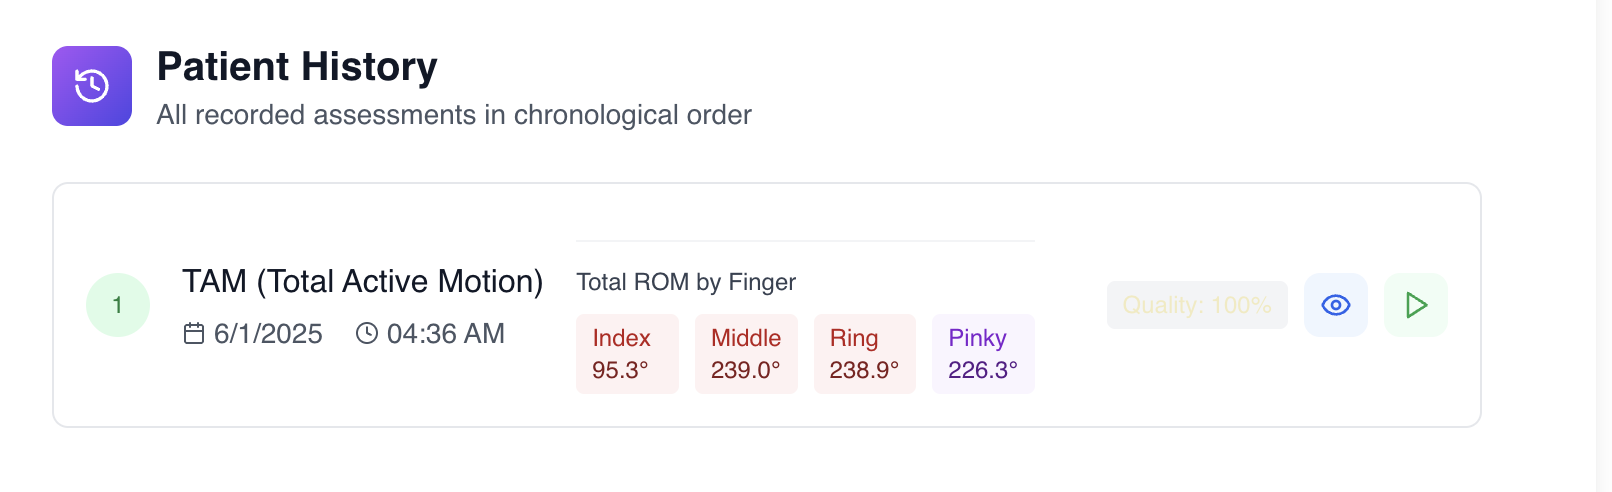 Patient History
All recorded assessments in chronological order
1
TAM (Total Active Motion)
6/1/2025 04:36 AM
Total ROM by Finger
Index Middle Ring Pinky
95.3° 239.0° 238.9° 226.3°
Quality: 100%